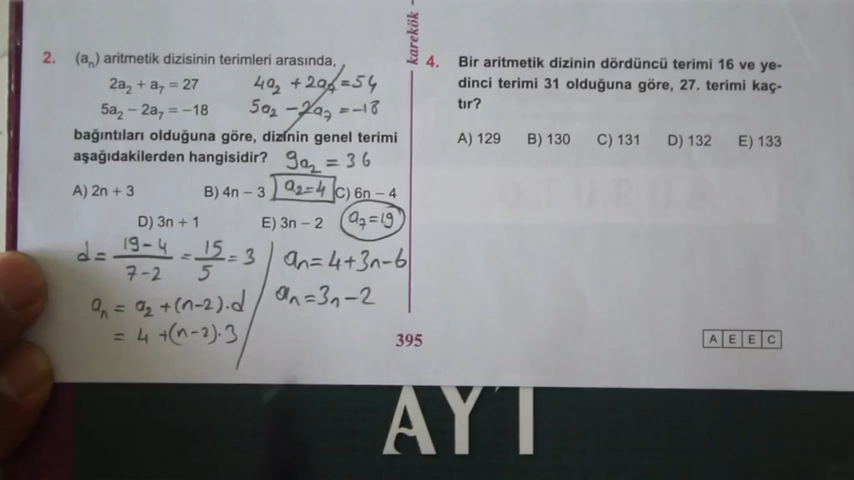 2. (aₙ) aritmetik dizisinin terimleri arasında,
2a₂ + a₇ = 27
5a₂ – 2a₇ = –18
4a₂ + 2a₇ = 54
5a₂ – 2a₇ = –18
bağıntıları olduğuna göre, dizinin genel terimi
aşağıdakilerden hangisidir?
9a₂ = 36
A) 2n + 3 B) 4n – 3 C) 6n – 4
a₂=4
D) 3n + 1 E) 3n – 2
a₇=19
d = 19-4 / 7-2 = 15 / 5 = 3
aₙ = a₂ + (n-2).d
= 4 + (n-2).3
aₙ = 4 + 3n - 6
aₙ = 3n - 2
karekök
4. Bir aritmetik dizinin dördüncü terimi 16 ve ye-
dinci terimi 31 olduğuna göre, 27. terimi kaç-
tır?
A) 129 B) 130 C) 131 D) 132 E) 133
395
A E E C
AYT